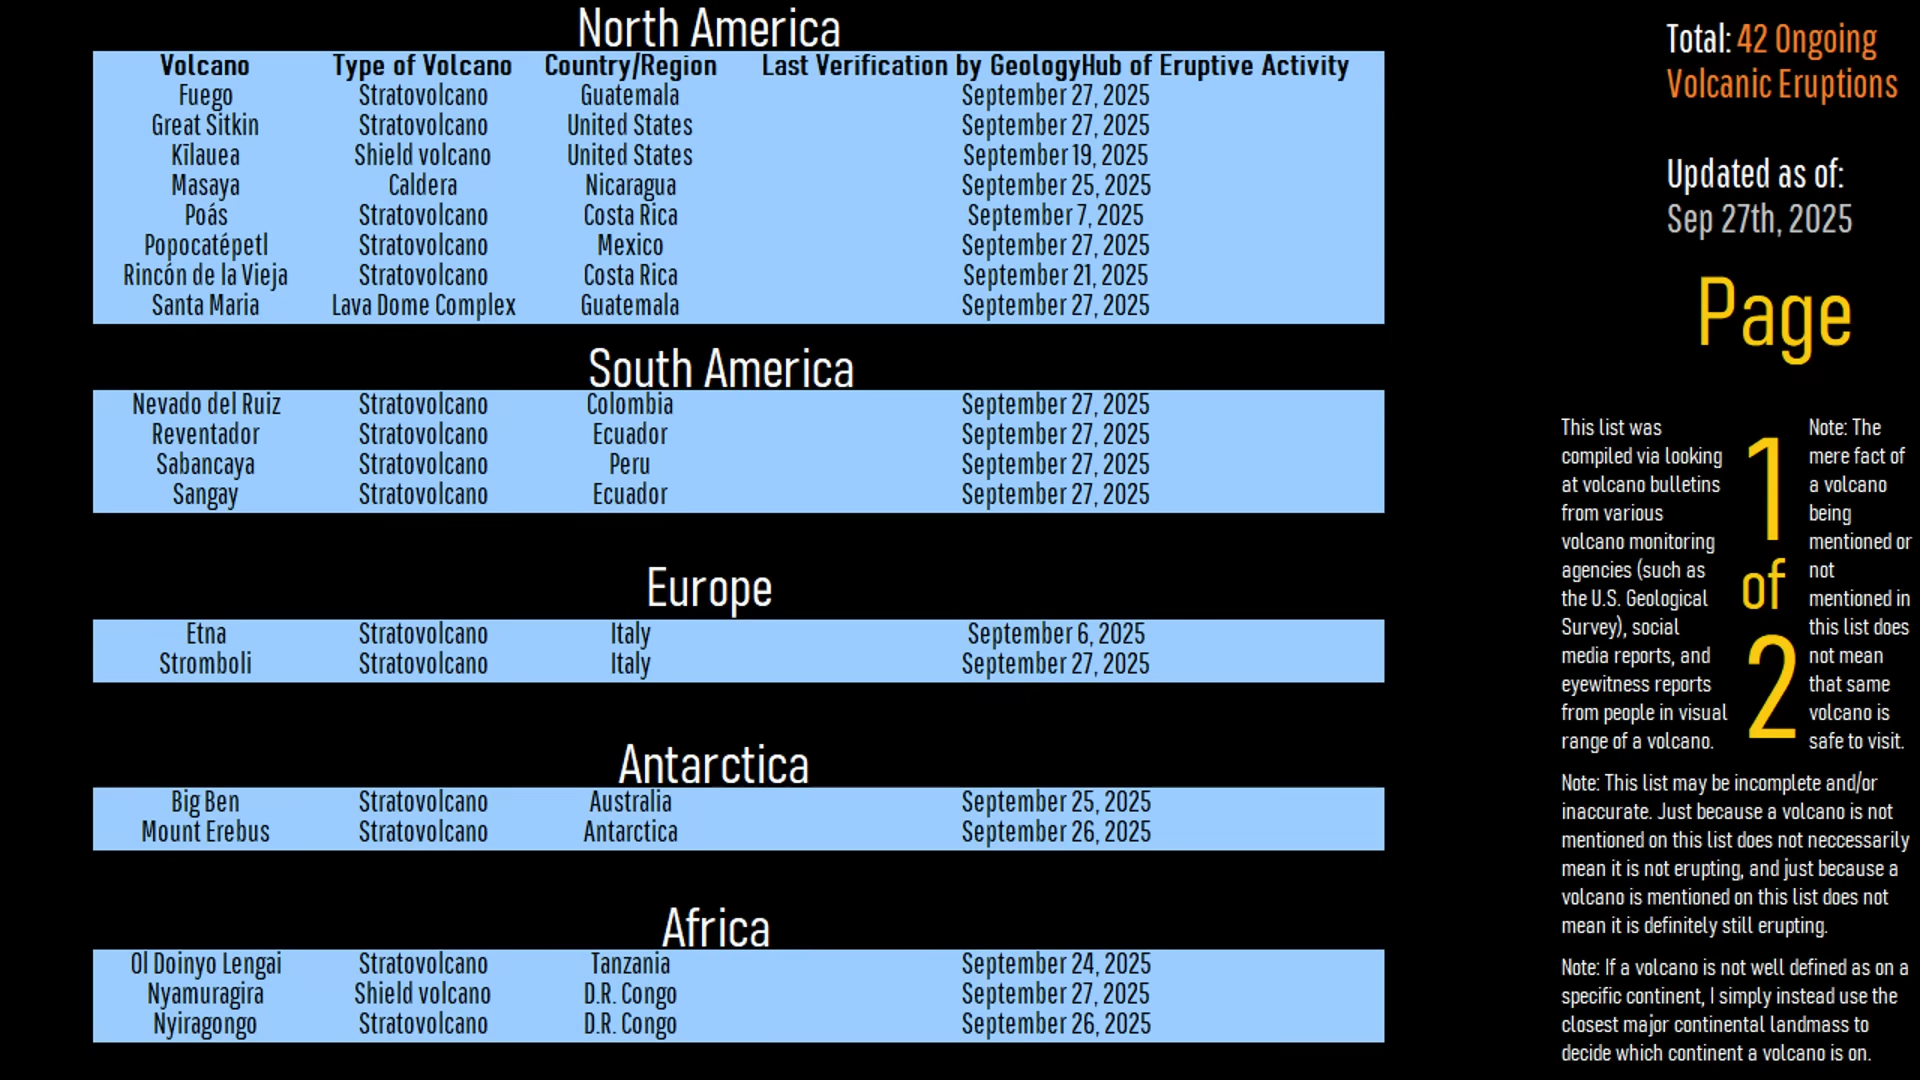 North America
Volcano Type of Volcano Country/Region Last Verification by GeologyHub of Eruptive Activity
Fuego Stratovolcano Guatemala September 27, 2025
Great Sitkin Stratovolcano United States September 27, 2025
Kīlauea Shield volcano United States September 19, 2025
Masaya Caldera Nicaragua September 25, 2025
Poás Stratovolcano Costa Rica September 7, 2025
Popocatépetl Stratovolcano Mexico September 27, 2025
Rincón de la Vieja Stratovolcano Costa Rica September 21, 2025
Santa Maria Lava Dome Complex Guatemala September 27, 2025
South America
Nevado del Ruiz Stratovolcano Colombia September 27, 2025
Reventador Stratovolcano Ecuador September 27, 2025
Sabancaya Stratovolcano Peru September 27, 2025
Sangay Stratovolcano Ecuador September 27, 2025
Europe
Etna Stratovolcano Italy September 6, 2025
Stromboli Stratovolcano Italy September 27, 2025
Antarctica
Big Ben Stratovolcano Australia September 25, 2025
Mount Erebus Stratovolcano Antarctica September 26, 2025
Africa
Ol Doinyo Lengai Stratovolcano Tanzania September 24, 2025
Nyamuragira Shield volcano D.R. Congo September 27, 2025
Nyiragongo Stratovolcano D.R. Congo September 26, 2025
Total: 42 Ongoing
Volcanic Eruptions
Updated as of:
Sep 27th, 2025
Page
1
of
2
This list was
compiled via looking
at volcano bulletins
from various
volcano monitoring
agencies (such as
the U.S. Geological
Survey), social
media reports, and
eyewitness reports
from people in visual
range of a volcano.
Note: The
mere fact of
a volcano
being
mentioned or
not
mentioned in
this list does
not mean
that same
volcano is
safe to visit.
Note: This list may be incomplete and/or
inaccurate. Just because a volcano is not
mentioned on this list does not neccessarily
mean it is not erupting, and just because a
volcano is mentioned on this list does not
mean it is definitely still erupting.
Note: If a volcano is not well defined as on a
specific continent, I simply instead use the
closest major continental landmass to
decide which continent a volcano is on.